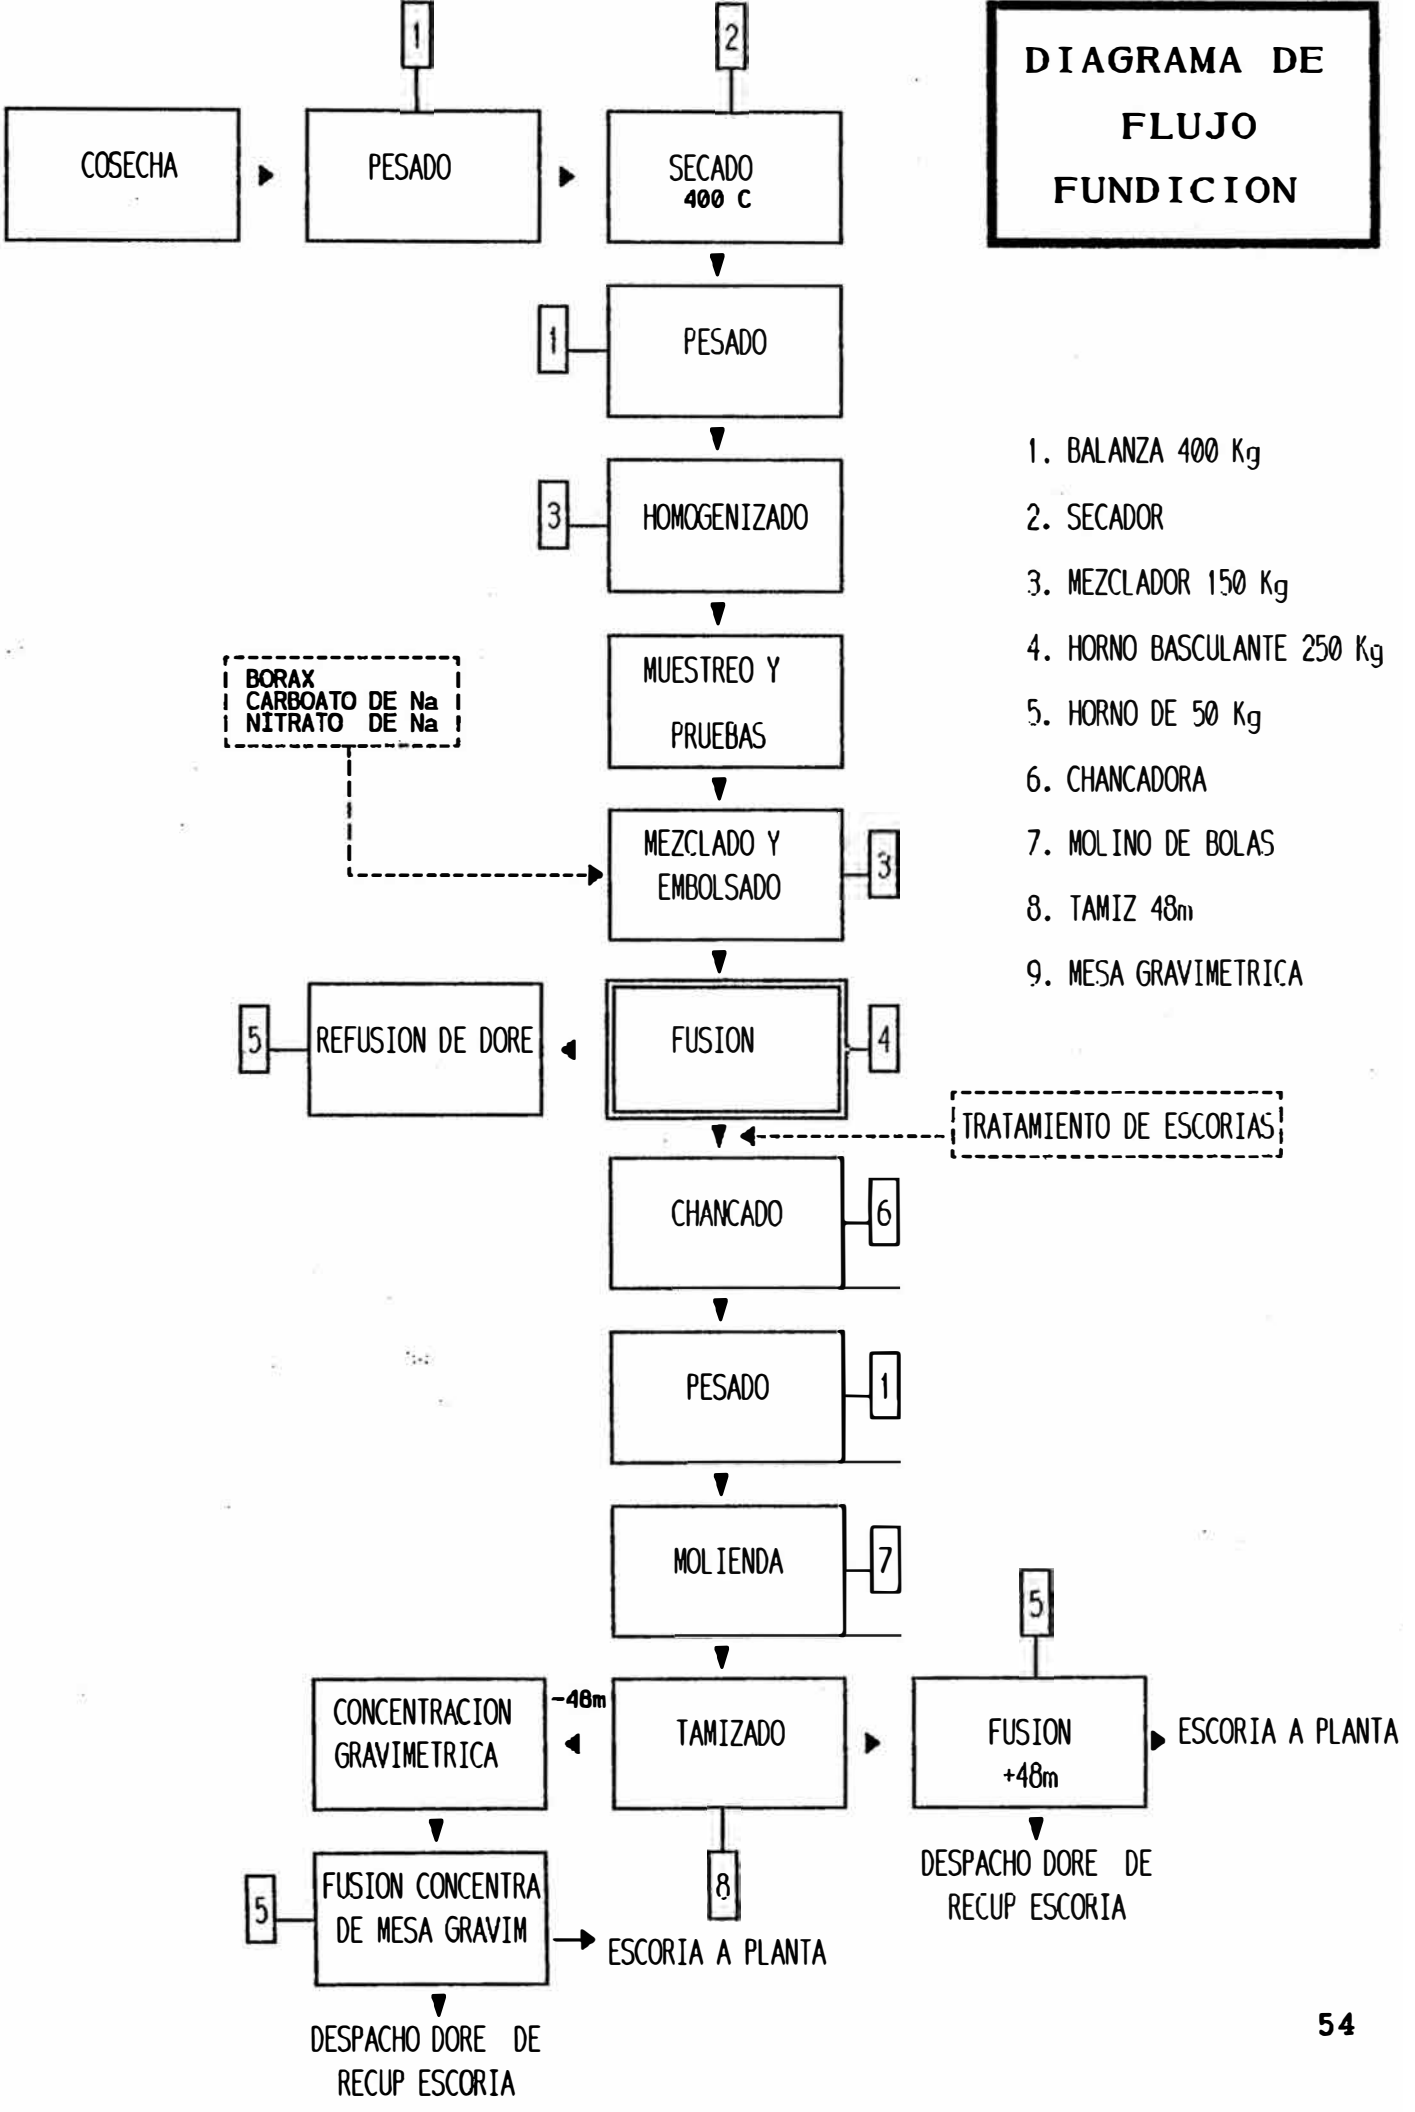 1
2
DIAGRAMA DE
FLUJO
FUNDICION
COSECHA
PESADO
SECADO
400 C
1
PESADO
3
HOMOGENIZADO
1. BALANZA 400 Kg
2. SECADOR
3. MEZCLADOR 150 Kg
4. HORNO BASCULANTE 250 Kg
5. HORNO DE 50 Kg
6. CHANCADORA
7. MOLINO DE BOLAS
8. TAMIZ 48m
9. MESA GRAVIMETRICA
BORAX
CARBOATO DE Na
NITRATO DE Na
MUESTREO Y
PRUEBAS
MEZCLADO Y
EMBOLSADO
3
5
REFUSION DE DORE
FUSION
4
TRATAMIENTO DE ESCORIAS
CHANCADO
6
PESADO
1
MOLIENDA
7
5
CONCENTRACION
GRAVIMETRICA
-48m
TAMIZADO
FUSION
+48m
ESCORIA A PLANTA
5
FUSION CONCENTRA
DE MESA GRAVIM
8
ESCORIA A PLANTA
DESPACHO DORE DE
RECUP ESCORIA
DESPACHO DORE DE
RECUP ESCORIA
54